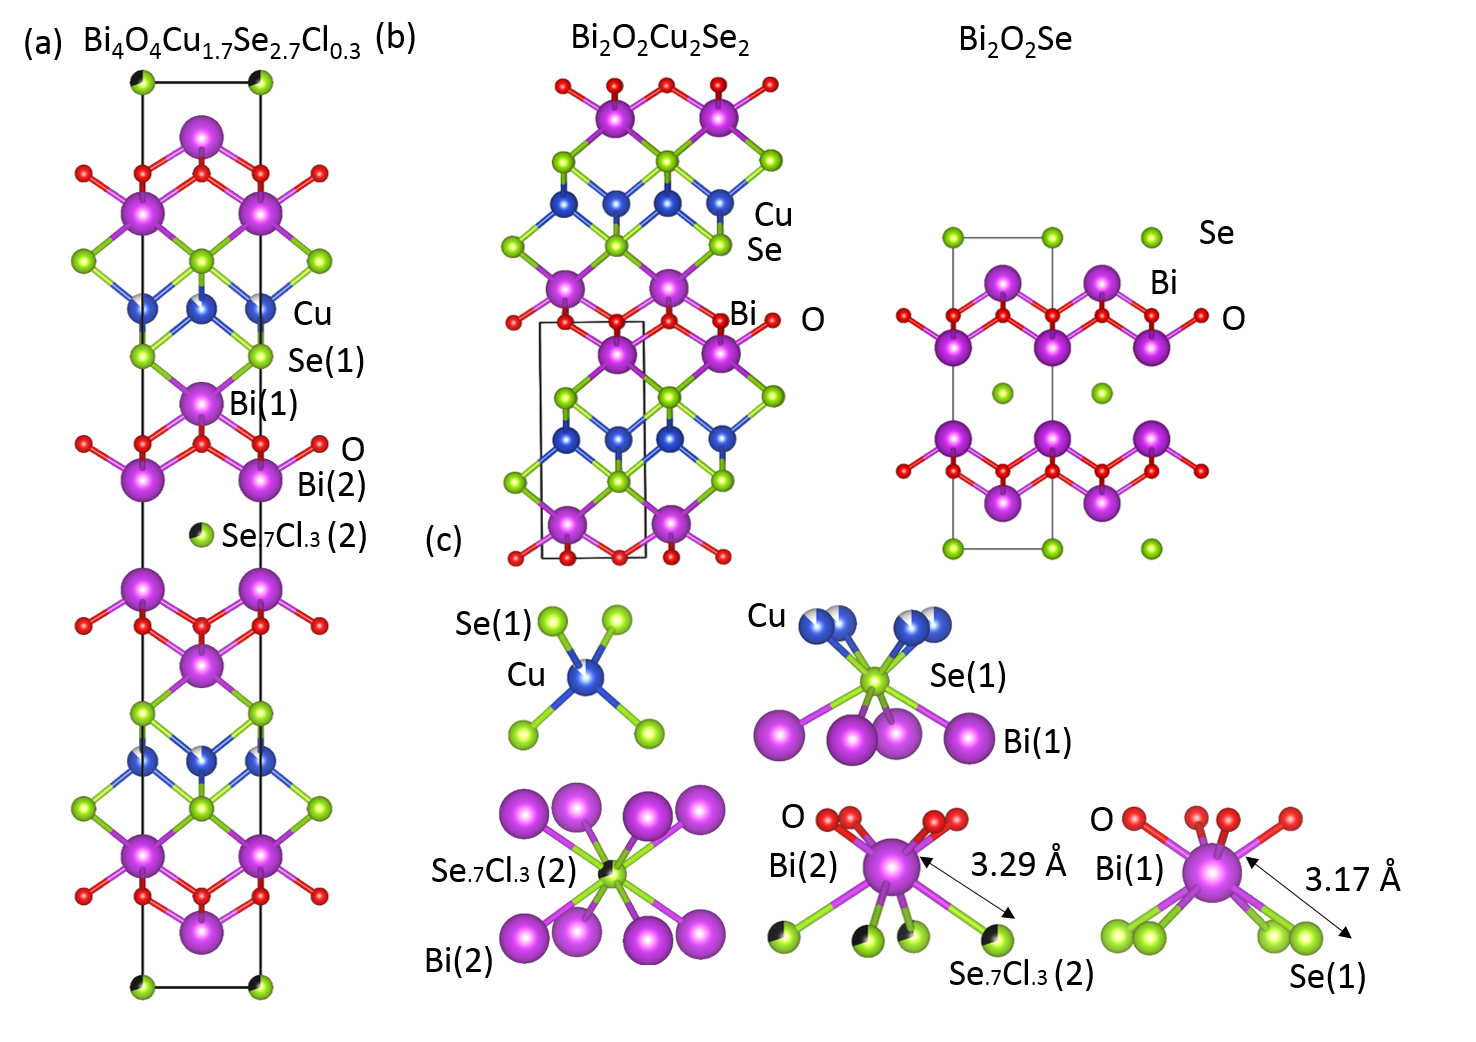 (a) Bi₄O₄Cu₁.₇Se₂.₇Cl₀.₃
(b) Bi₂O₂Cu₂Se₂
Bi₂O₂Se
Cu
Se(1)
Bi(1)
O
Bi(2)
Se.₇Cl.₃ (2)
Cu
Se
Bi
O
Se
Bi
O
(c)
Se(1)
Cu
Cu
Se(1)
Bi(1)
Se.₇Cl.₃ (2)
Bi(2)
O
Bi(2)
3.29 Å
Se.₇Cl.₃ (2)
O
Bi(1)
3.17 Å
Se(1)